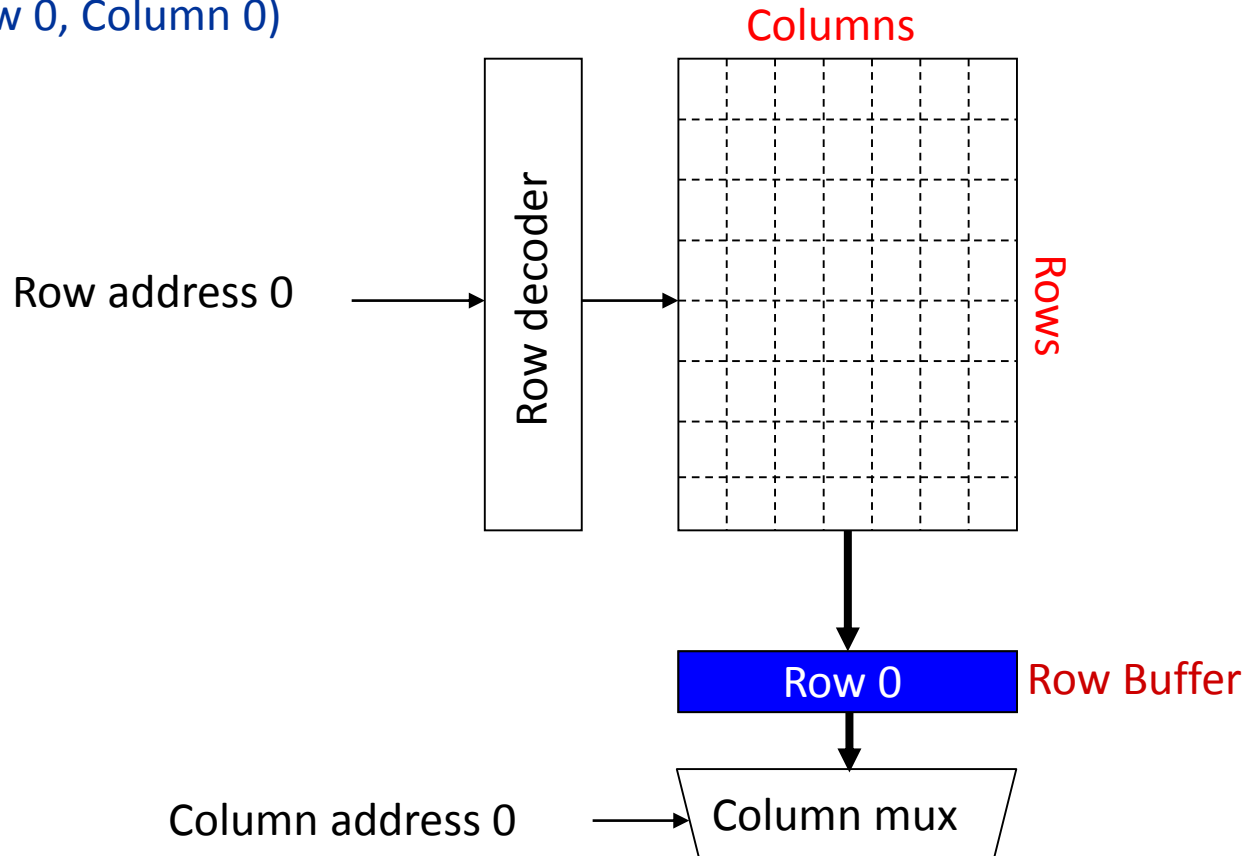 w 0, Column 0)
Columns
Row decoder
Row address 0
Rows
Row 0
Row Buffer
Column address 0
Column mux